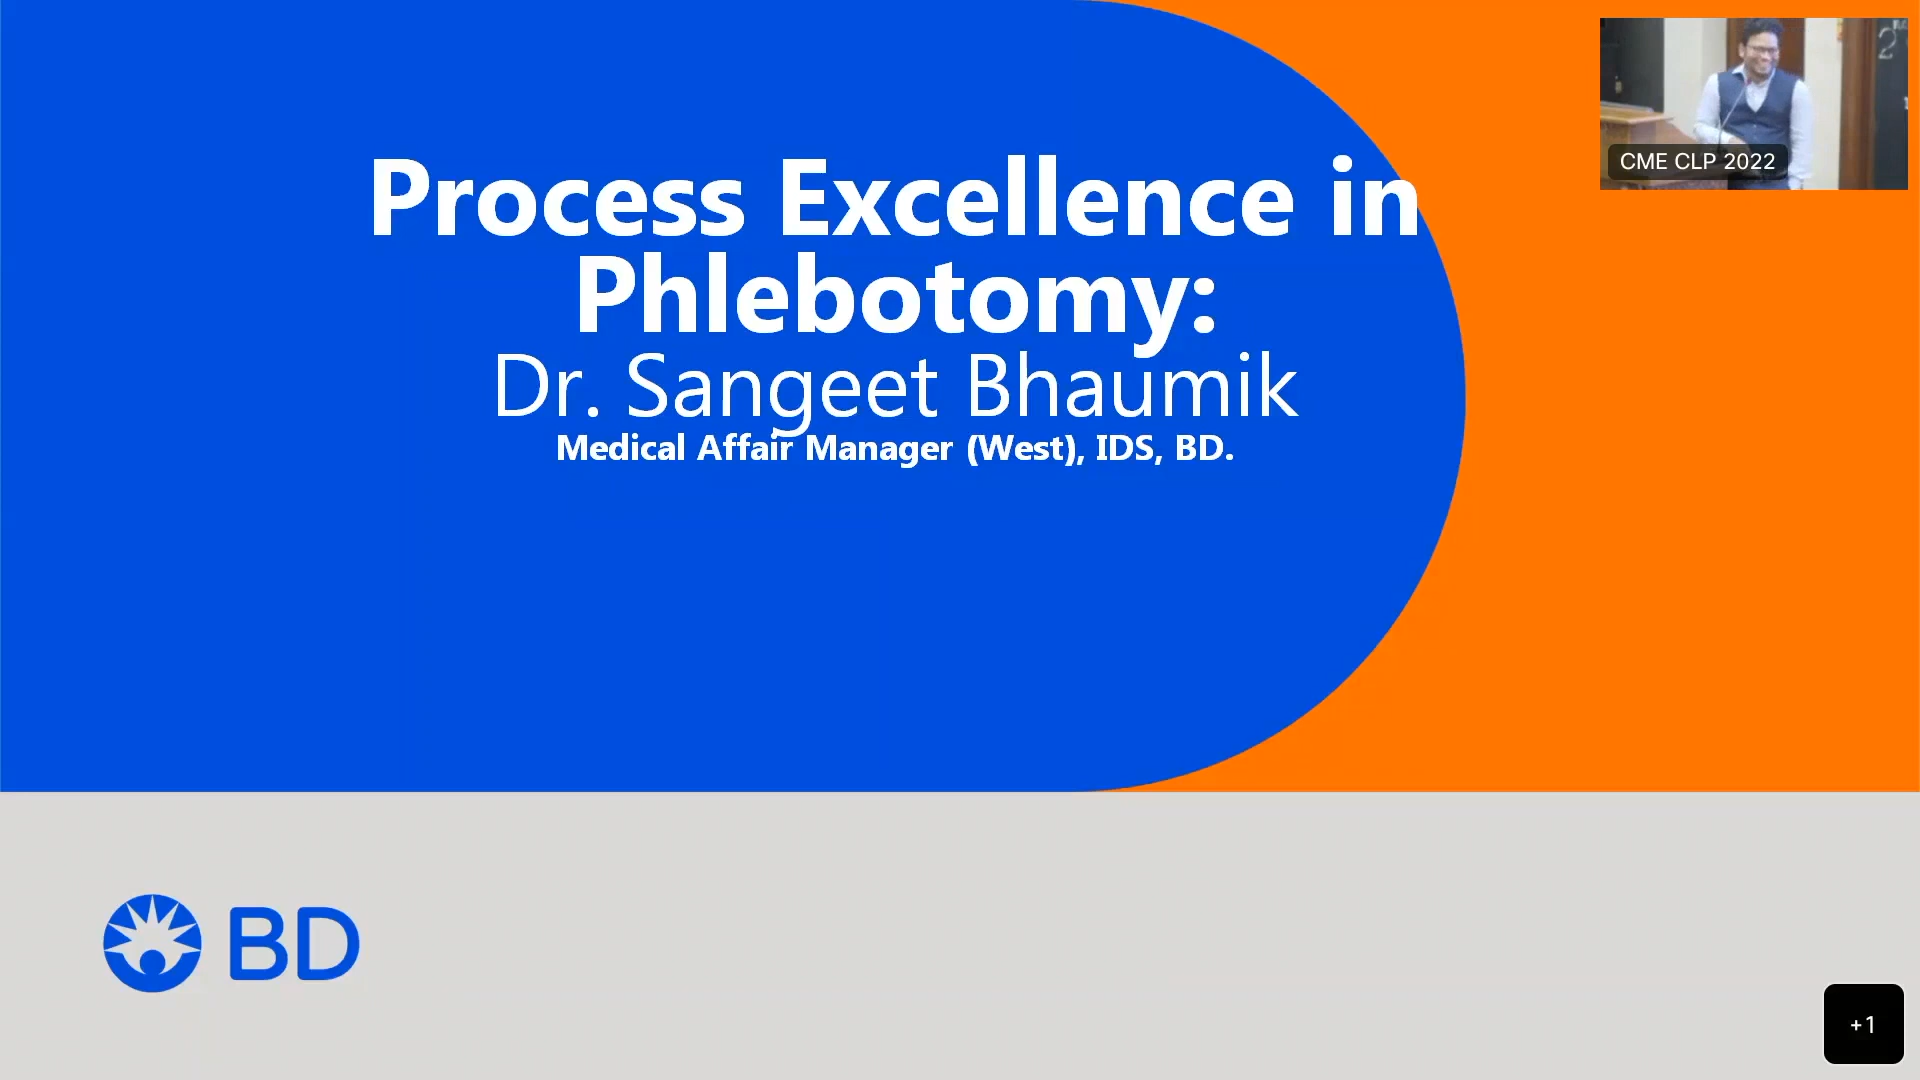 Process Excellence in
Phlebotomy:
Dr. Sangeet Bhaumik
Medical Affair Manager (West), IDS, BD.
CME CLP 2022
BD
+1